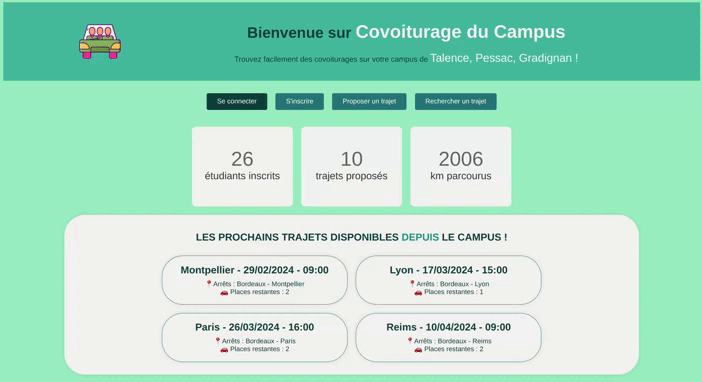 Bienvenue sur Covoiturage du Campus
Trouvez facilement des covoiturages sur votre campus de Talence, Pessac, Gradignan !
Se connecter
S'inscrire
Proposer un trajet
Rechercher un trajet
26
étudiants inscrits
10
trajets proposés
2006
km parcourus
LES PROCHAINS TRAJETS DISPONIBLES DEPUIS LE CAMPUS !
Montpellier - 29/02/2024 - 09:00
📍Arrêts : Bordeaux - Montpellier
🚗 Places restantes : 2
Lyon - 17/03/2024 - 15:00
📍Arrêts : Bordeaux - Lyon
🚗 Places restantes : 1
Paris - 26/03/2024 - 16:00
📍Arrêts : Bordeaux - Paris
🚗 Places restantes : 2
Reims - 10/04/2024 - 09:00
📍Arrêts : Bordeaux - Reims
🚗 Places restantes : 2